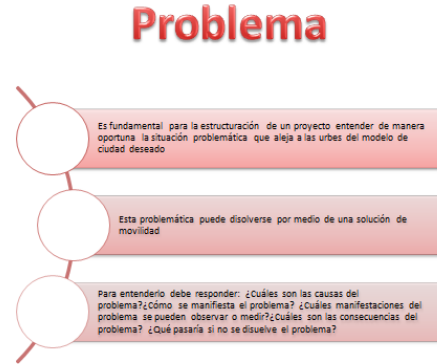 Problema
Es fundamental para la estructuración de un proyecto entender de manera
oportuna la situación problemática que aleja a las urbes del modelo de
ciudad deseado
Esta problemática puede disolverse por medio de una solución de
movilidad
Para entenderlo debe responder: ¿Cuáles son las causas del
problema?¿Cómo se manifiesta el problema? ¿Cuáles manifestaciones del
problema se pueden observar o medir?¿Cuáles son las consecuencias del
problema? ¿Qué pasaría si no se disuelve el problema?